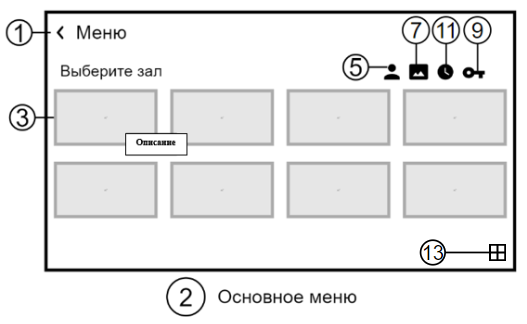 1 < Меню
7 11 9
Выберите зал 5
3
Описание
13
2 Основное меню